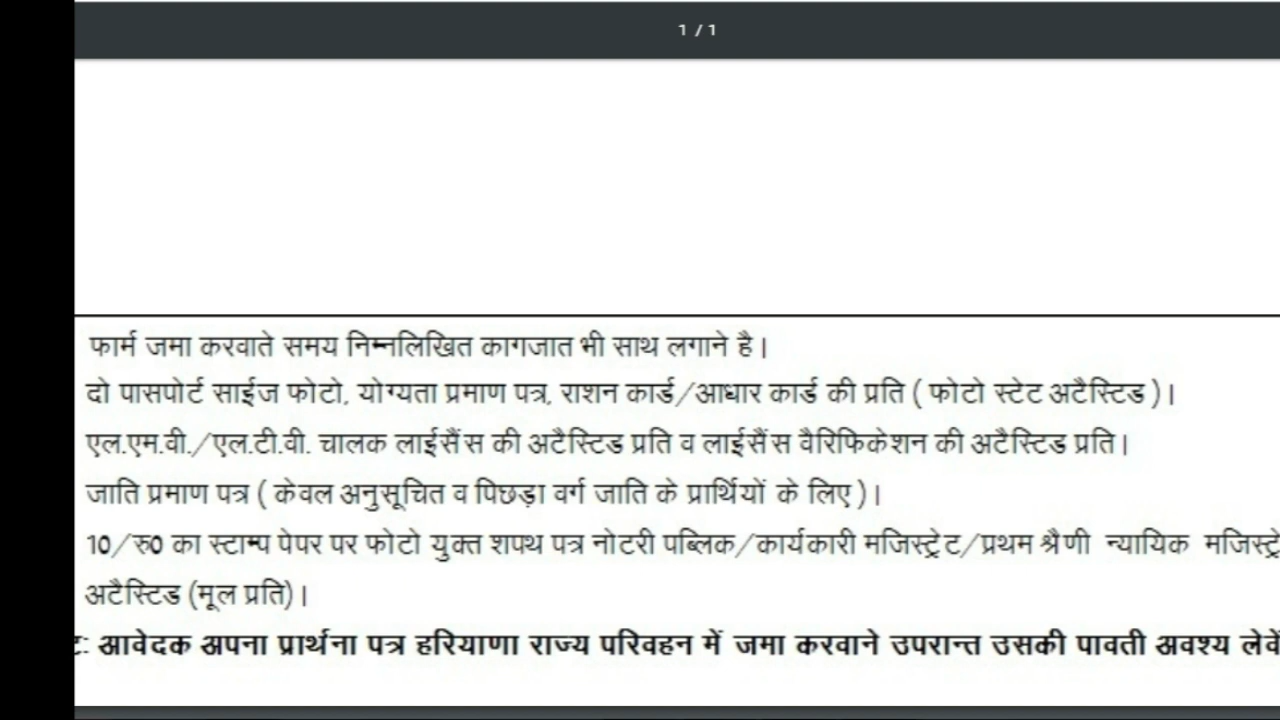 1 / 1
फार्म जमा करवाते समय निम्नलिखित कागजात भी साथ लगाने है।
दो पासपोर्ट साईज फोटो, योग्यता प्रमाण पत्र, राशन कार्ड/आधार कार्ड की प्रति ( फोटो स्टेट अटैस्टिड )।
एल.एम.वी./एल.टी.वी. चालक लाईसैंस की अटैस्टिड प्रति व लाईसैंस वैरिफिकेशन की अटैस्टिड प्रति।
जाति प्रमाण पत्र ( केवल अनुसूचित व पिछड़ा वर्ग जाति के प्रार्थियों के लिए )।
10/रु0 का स्टाम्प पेपर पर फोटो युक्त शपथ पत्र नोटरी पब्लिक/कार्यकारी मजिस्ट्रेट/प्रथम श्रैणी न्यायिक
अटैस्टिड (मूल प्रति)।
आवेदक अपना प्रार्थना पत्र हरियाणा राज्य परिवहन में जमा करवाने उपरान्त उसकी पावती अवश्य लेवें